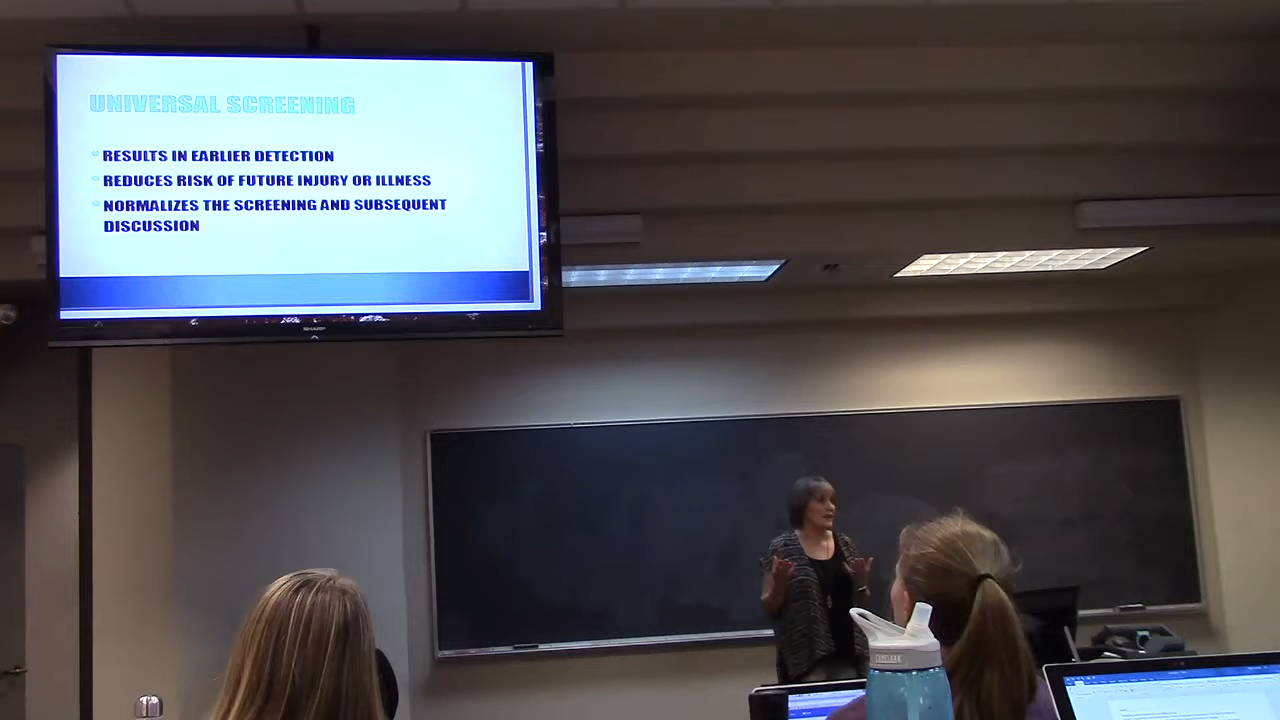 UNIVERSAL SCREENING
RESULTS IN EARLIER DETECTION
REDUCES RISK OF FUTURE INJURY OR ILLNESS
NORMALIZES THE SCREENING AND SUBSEQUENT
DISCUSSION
SHARP